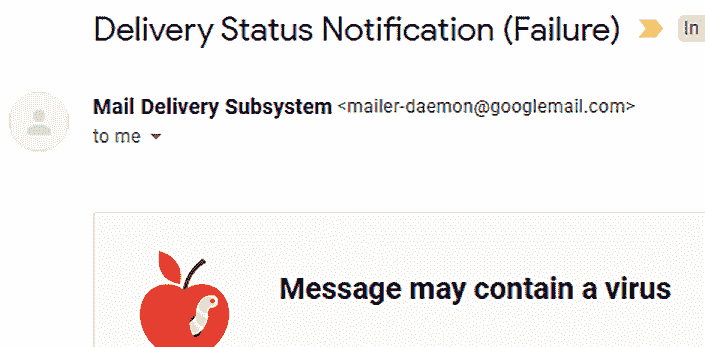 Delivery Status Notification (Failure) In
Mail Delivery Subsystem <mailer-daemon@googlemail.com>
to me
Message may contain a virus